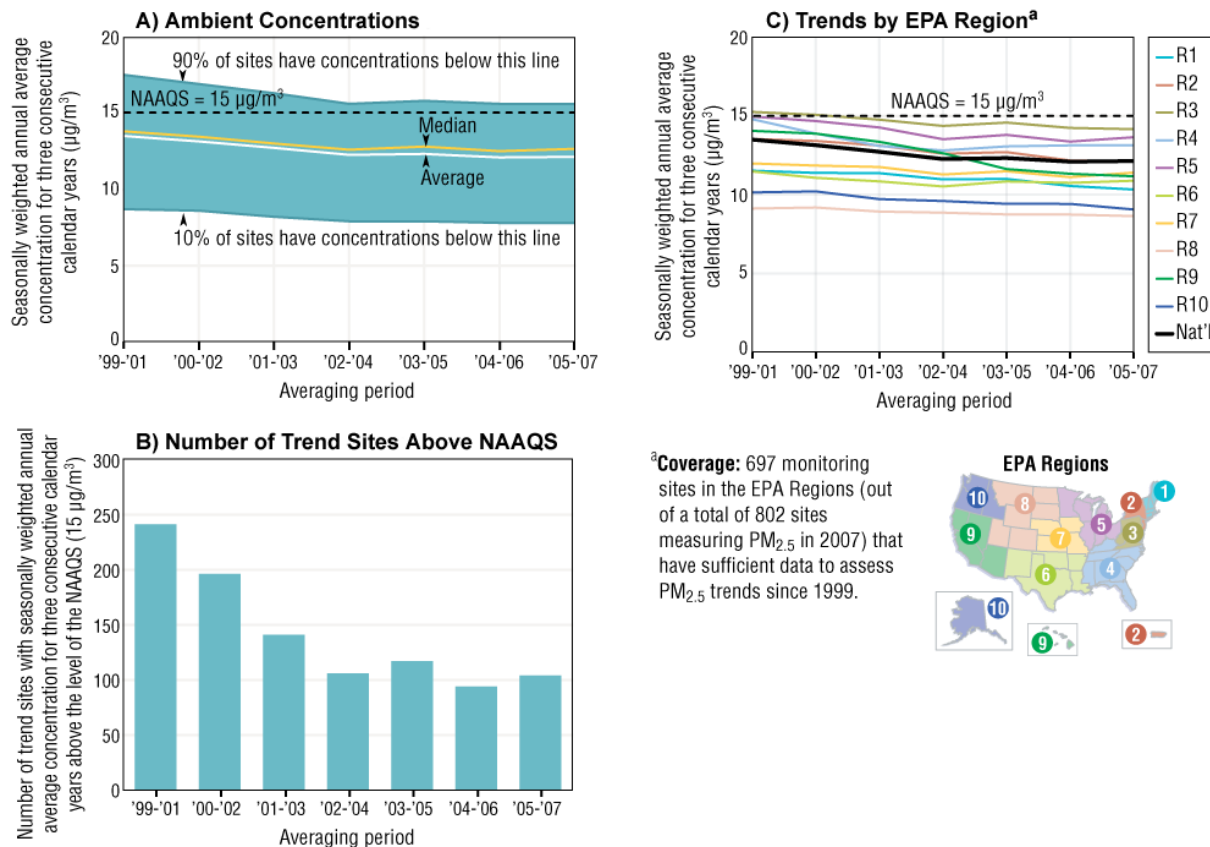 A) Ambient Concentrations
Seasonally weighted annual average
concentration for three consecutive
calendar years (µg/m³)
20
15
10
5
0
90% of sites have concentrations below this line
NAAQS = 15 µg/m³
Median
Average
10% of sites have concentrations below this line
'99-'01
'00-'02
'01-'03
'02-'04
'03-'05
'04-'06
'05-'07
Averaging period
C) Trends by EPA Regionᵃ
Seasonally weighted annual average
concentration for three consecutive
calendar years (µg/m³)
20
15
10
5
0
NAAQS = 15 µg/m³
'99-'01
'00-'02
'01-'03
'02-'04
'03-'05
'04-'06
'05-'07
Averaging period
R1
R2
R3
R4
R5
R6
R7
R8
R9
R10
Nat'l
B) Number of Trend Sites Above NAAQS
Number of trend sites with seasonally weighted annual
average concentration for three consecutive calendar
years above the level of the NAAQS (15 µg/m³)
300
250
200
150
100
50
0
'99-'01
'00-'02
'01-'03
'02-'04
'03-'05
'04-'06
'05-'07
Averaging period
ᵃCoverage: 697 monitoring
sites in the EPA Regions (out
of a total of 802 sites
measuring PM₂.₅ in 2007) that
have sufficient data to assess
PM₂.₅ trends since 1999.
EPA Regions
10
8
2
1
9
7
5
3
6
4
10
9
2